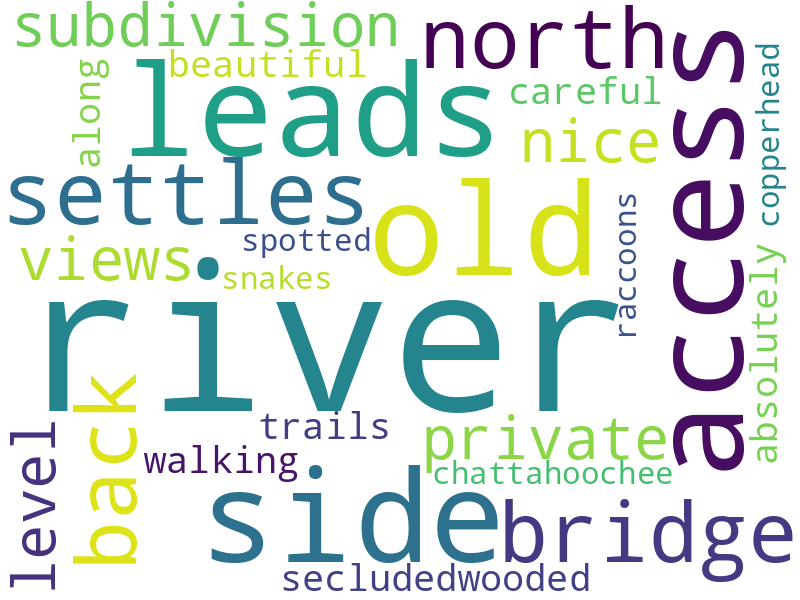 subdivision
north
access
copperhead
beautiful
along
leads
careful
nice
settles
old
spotted
views
snakes
raccoons
absolutely
river
back
level
trails
private
walking
chattahoochee
side
bridge
secludedwooded